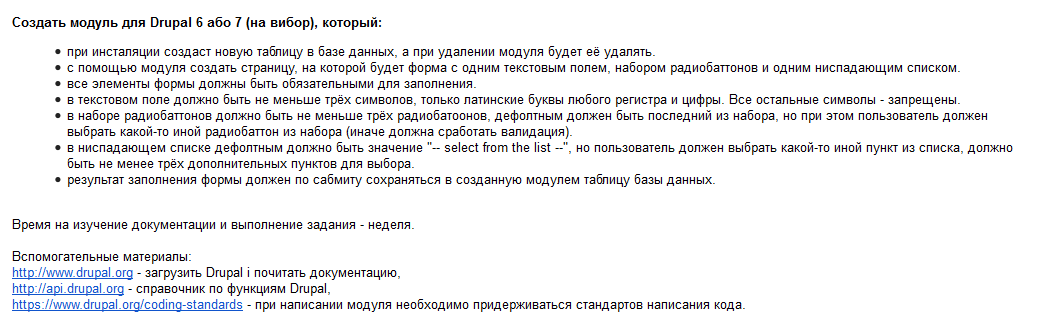 Создать модуль для Drupal 6 або 7 (на вибор), который:
при инсталяции создаст новую таблицу в базе данных, а при удалении модуля будет её удалять.
с помощью модуля создать страницу, на которой будет форма с одним текстовым полем, набором радиобаттонов и одним ниспадающим списком.
все элементы формы должны быть обязательными для заполнения.
в текстовом поле должно быть не меньше трёх символов, только латинские буквы любого регистра и цифры. Все остальные символы - запрещены.
в наборе радиобаттонов должно быть не меньше трёх радиобатоонов, дефолтным должен быть последний из набора, но при этом пользователь должен
выбрать какой-то иной радиобаттон из набора (иначе должна сработать валидация).
в ниспадающем списке дефолтным должно быть значение "-- select from the list --", но пользователь должен выбрать какой-то иной пункт из списка, должно
быть не менее трёх дополнительных пунктов для выбора.
результат заполнения формы должен по сабмиту сохраняться в созданную модулем таблицу базы данных.
Время на изучение документации и выполнение задания - неделя.
Вспомогательные материалы:
http://www.drupal.org - загрузить Drupal і почитать документацию,
http://api.drupal.org - справочник по функциям Drupal,
https://www.drupal.org/coding-standards - при написании модуля необходимо придерживаться стандартов написания кода.